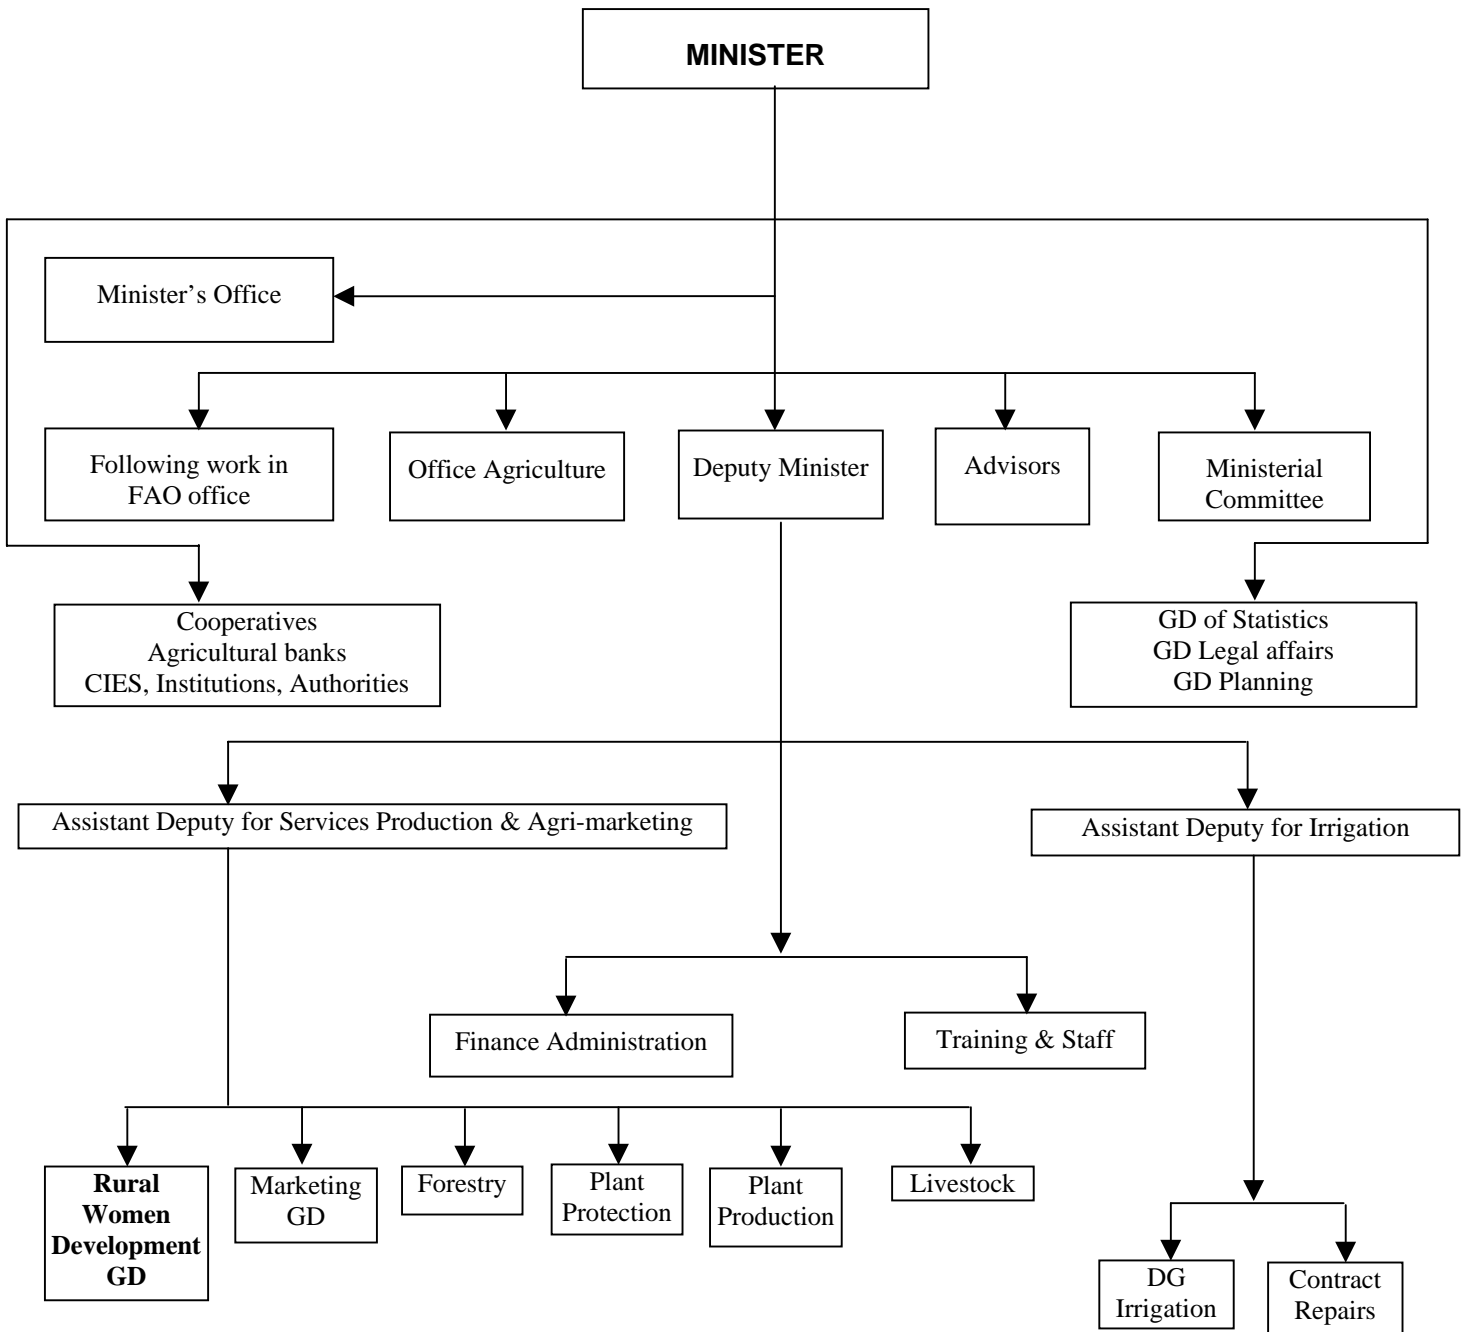 MINISTER
Minister’s Office
Following work in
FAO office
Office Agriculture
Deputy Minister
Advisors
Ministerial
Committee
Cooperatives
Agricultural banks
CIES, Institutions, Authorities
GD of Statistics
GD Legal affairs
GD Planning
Assistant Deputy for Services Production & Agri-marketing
Assistant Deputy for Irrigation
Finance Administration
Training & Staff
Rural
Women
Development
GD
Marketing
GD
Forestry
Plant
Protection
Plant
Production
Livestock
DG
Irrigation
Contract
Repairs